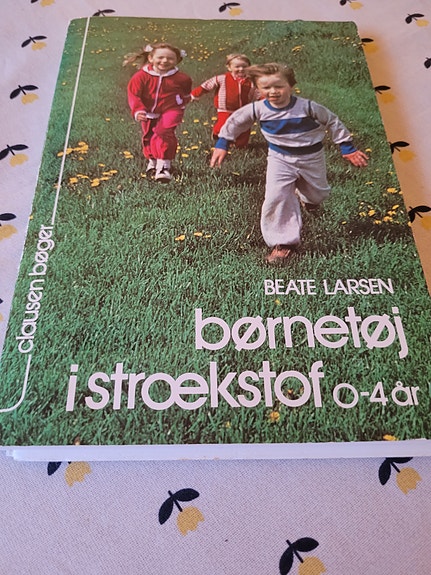 clausen bøger
BEATE LARSEN
børnetøj
i strækstof 0-4 år